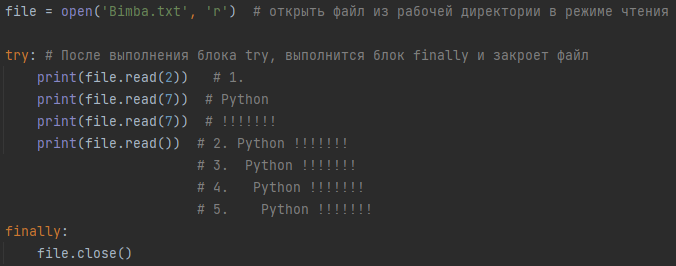 file = open('Bimba.txt', 'r')  # открыть файл из рабочей директории в режиме чтения

try: # После выполнения блока try, выполнится блок finally и закроет файл
    print(file.read(2))   # 1.
    print(file.read(7))  # Python
    print(file.read(7))  # !!!!!!!
    print(file.read())  # 2. Python !!!!!!!
                        # 3.  Python !!!!!!!
                        # 4.   Python !!!!!!!
                        # 5.    Python !!!!!!!
finally:
    file.close()